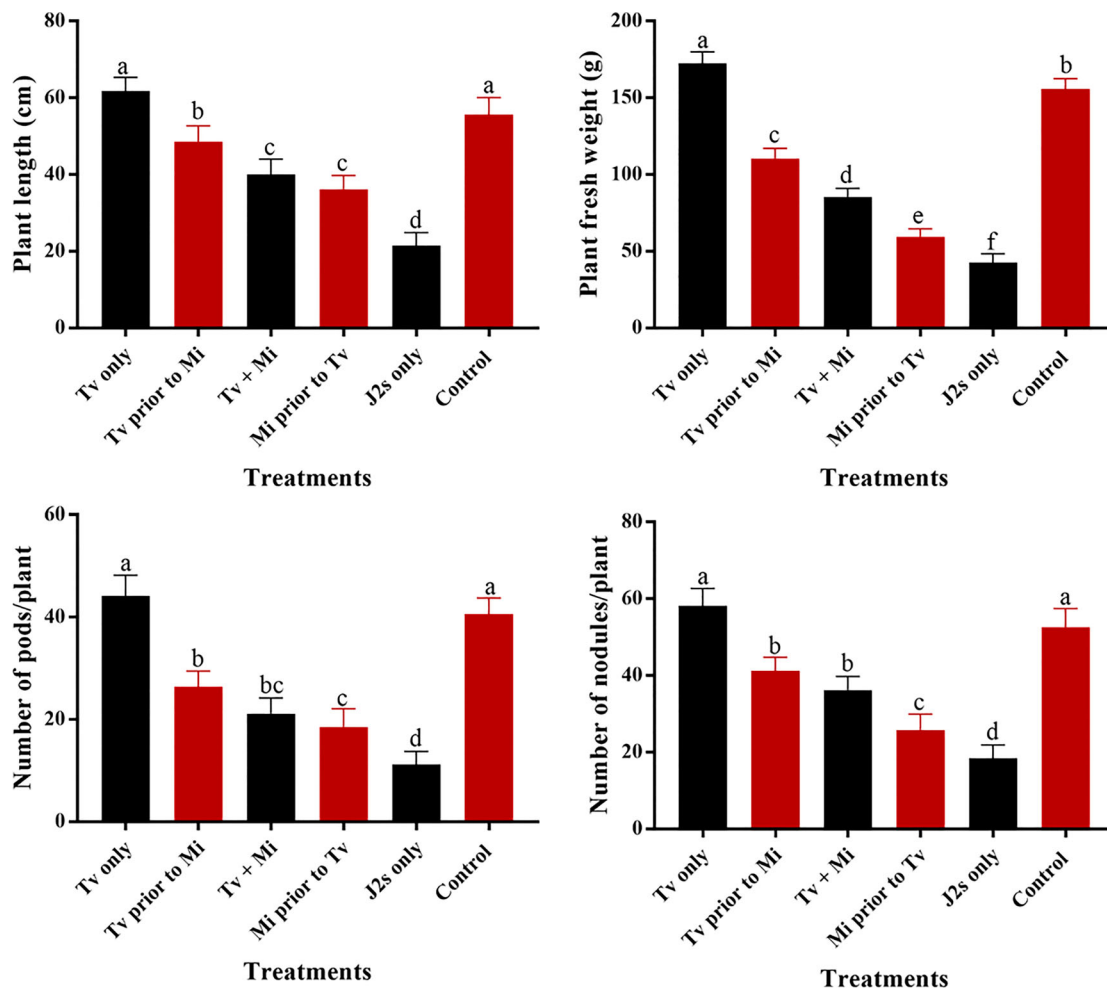 Plant length (cm)
80
60
40
20
0
a
b
c
c
d
a
Tv only
Tv prior to Mi
Tv + Mi
Mi prior to Tv
J2s only
Control
Treatments
Plant fresh weight (g)
200
150
100
50
0
a
c
d
e
f
b
Tv only
Tv prior to Mi
Tv + Mi
Mi prior to Tv
J2s only
Control
Treatments
Number of pods/plant
60
40
20
0
a
b
bc
c
d
a
Tv only
Tv prior to Mi
Tv + Mi
Mi prior to Tv
J2s only
Control
Treatments
Number of nodules/plant
80
60
40
20
0
a
b
b
c
d
a
Tv only
Tv prior to Mi
Tv + Mi
Mi prior to Tv
J2s only
Control
Treatments